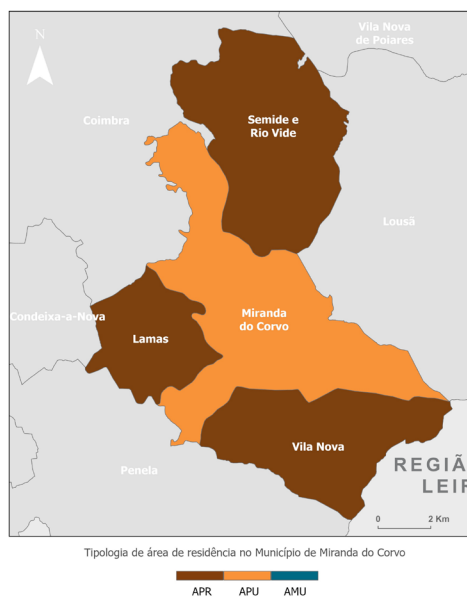 N
Vila Nova
de Poiares
Coimbra
Semide e
Rio Vide
Lousã
Condeixa-a-Nova
Miranda
do Corvo
Lamas
Vila Nova
Penela
REGIÃ
LEIR
0 2 Km
Tipologia de área de residência no Município de Miranda do Corvo
APR APU AMU